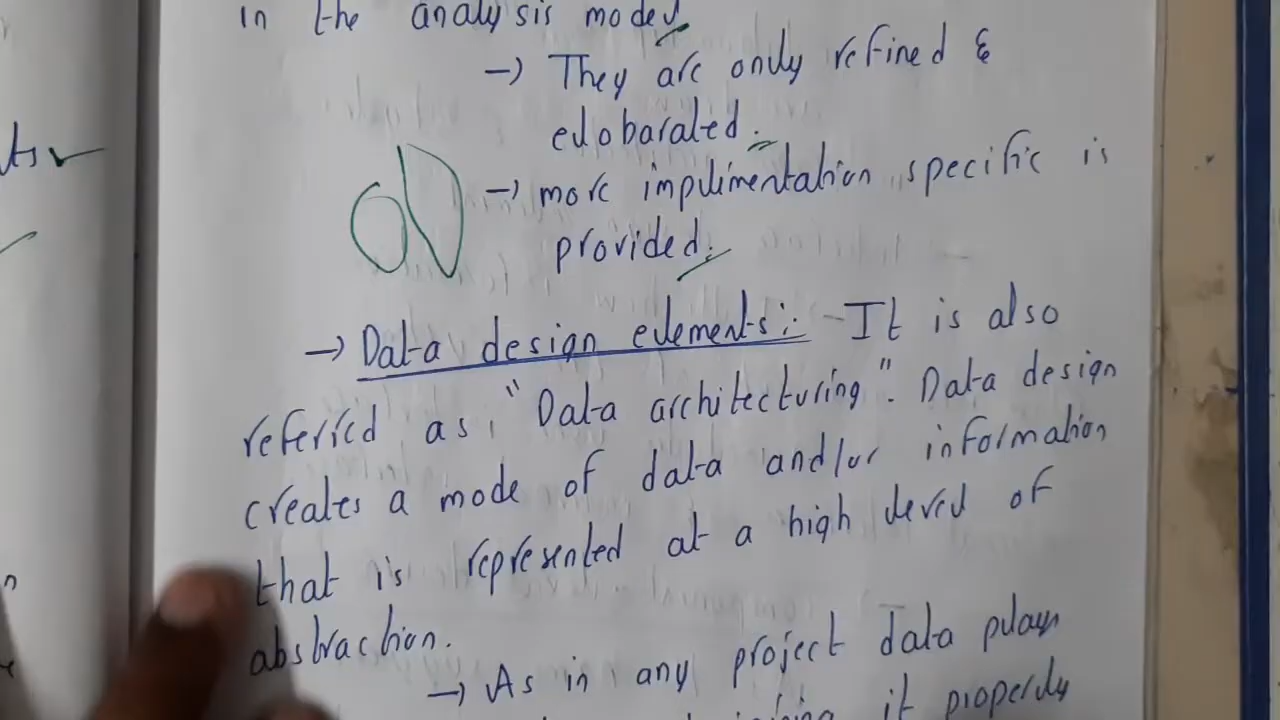 in the analysis model
→ They are only refined &
elobarated.
→ more implimentation specific is
provided.
→ Data design elements:- It is also
referied as "Data architecturing". Data design
creates a mode of data and/or information
that is represented at a high level of
abstraction.
→ As in any project data plays
it properly